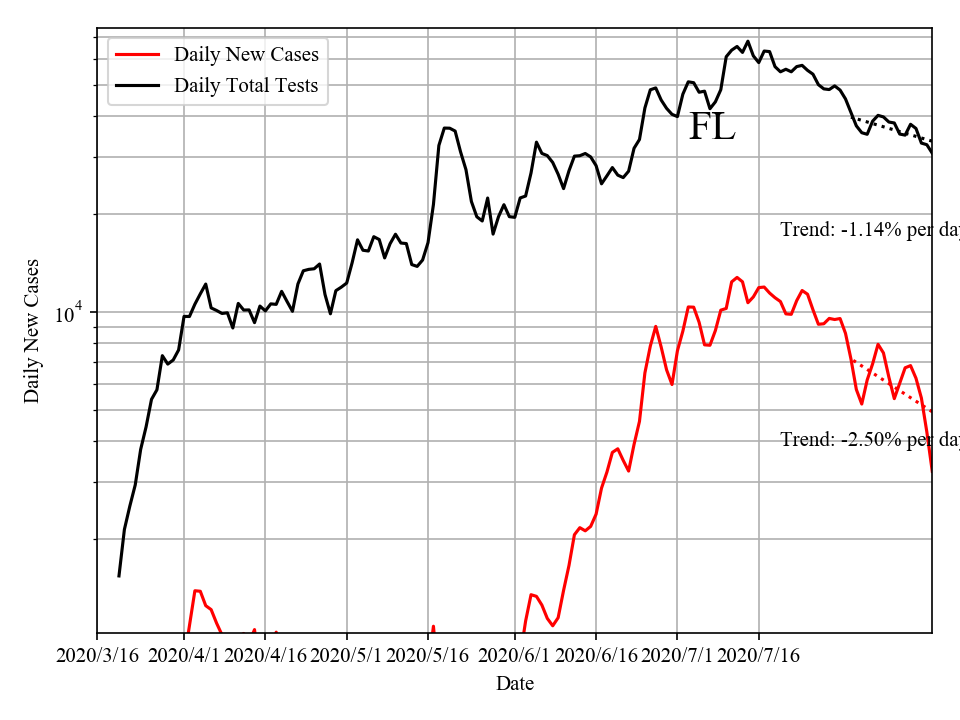 Daily New Cases
Daily Total Tests
FL
Trend: -1.14% per day
Trend: -2.50% per day
Daily New Cases
10^4
2020/3/16 2020/4/1 2020/4/16 2020/5/1 2020/5/16 2020/6/1 2020/6/16 2020/7/1 2020/7/16
Date